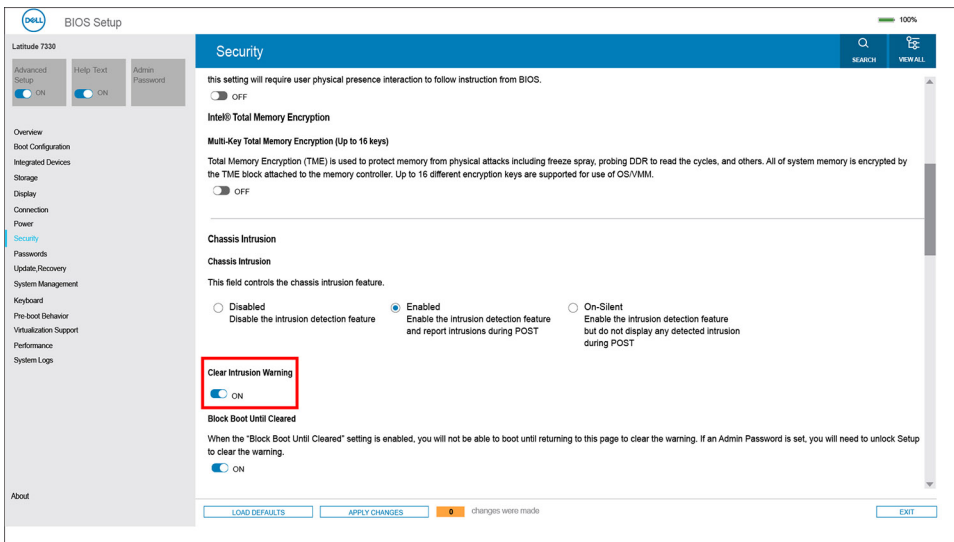 DELL
BIOS Setup
100%
Latitude 7330
Security
SEARCH
VIEW ALL
Advanced
Setup
ON
Help Text
ON
Admin
Password
Overview
Boot Configuration
Integrated Devices
Storage
Display
Connection
Power
Security
Passwords
Update,Recovery
System Management
Keyboard
Pre-boot Behavior
Virtualization Support
Performance
System Logs
About
this setting will require user physical presence interaction to follow instruction from BIOS.
OFF
Intel® Total Memory Encryption
Multi-Key Total Memory Encryption (Up to 16 keys)
Total Memory Encryption (TME) is used to protect memory from physical attacks including freeze spray, probing DDR to read the cycles, and others. All of system memory is encrypted by
the TME block attached to the memory controller. Up to 16 different encryption keys are supported for use of OS/VMM.
OFF
Chassis Intrusion
Chassis Intrusion
This field controls the chassis intrusion feature.
Disabled
Disable the intrusion detection feature
Enabled
Enable the intrusion detection feature
and report intrusions during POST
On-Silent
Enable the intrusion detection feature
but do not display any detected intrusion
during POST
Clear Intrusion Warning
ON
Block Boot Until Cleared
When the "Block Boot Until Cleared" setting is enabled, you will not be able to boot until returning to this page to clear the warning. If an Admin Password is set, you will need to unlock Setup
to clear the warning.
ON
LOAD DEFAULTS
APPLY CHANGES
0
changes were made
EXIT